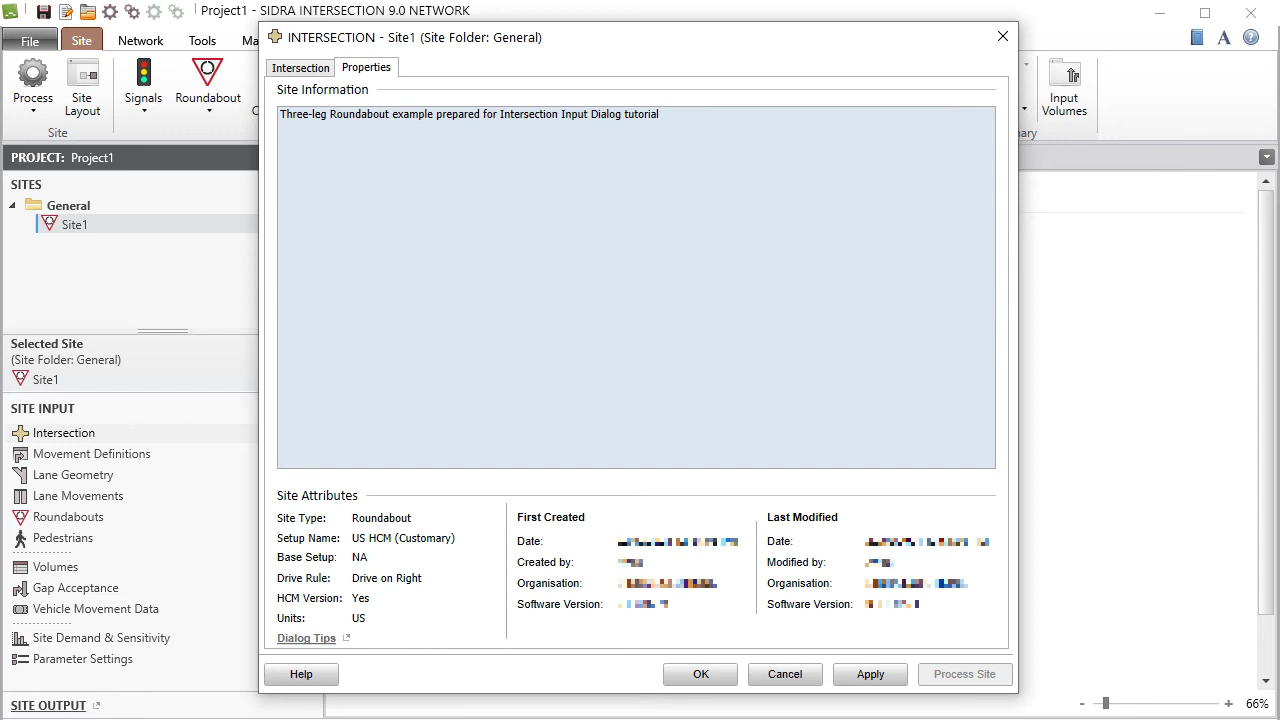 Project1 - SIDRA INTERSECTION 9.0 NETWORK
File
Site
Network
Tools
Process
Site Layout
Signals
Roundabout
Site
Input Volumes
PROJECT: Project1
SITES
General
Site1
Selected Site
(Site Folder: General)
Site1
SITE INPUT
Intersection
Movement Definitions
Lane Geometry
Lane Movements
Roundabouts
Pedestrians
Volumes
Gap Acceptance
Vehicle Movement Data
Site Demand & Sensitivity
Parameter Settings
SITE OUTPUT
INTERSECTION - Site1 (Site Folder: General)
Intersection
Properties
Site Information
Three-leg Roundabout example prepared for Intersection Input Dialog tutorial
Site Attributes
Site Type: Roundabout
Setup Name: US HCM (Customary)
Base Setup: NA
Drive Rule: Drive on Right
HCM Version: Yes
Units: US
Dialog Tips
First Created
Date:
Created by:
Organisation:
Software Version:
Last Modified
Date:
Modified by:
Organisation:
Software Version:
Help
OK
Cancel
Apply
Process Site
66%